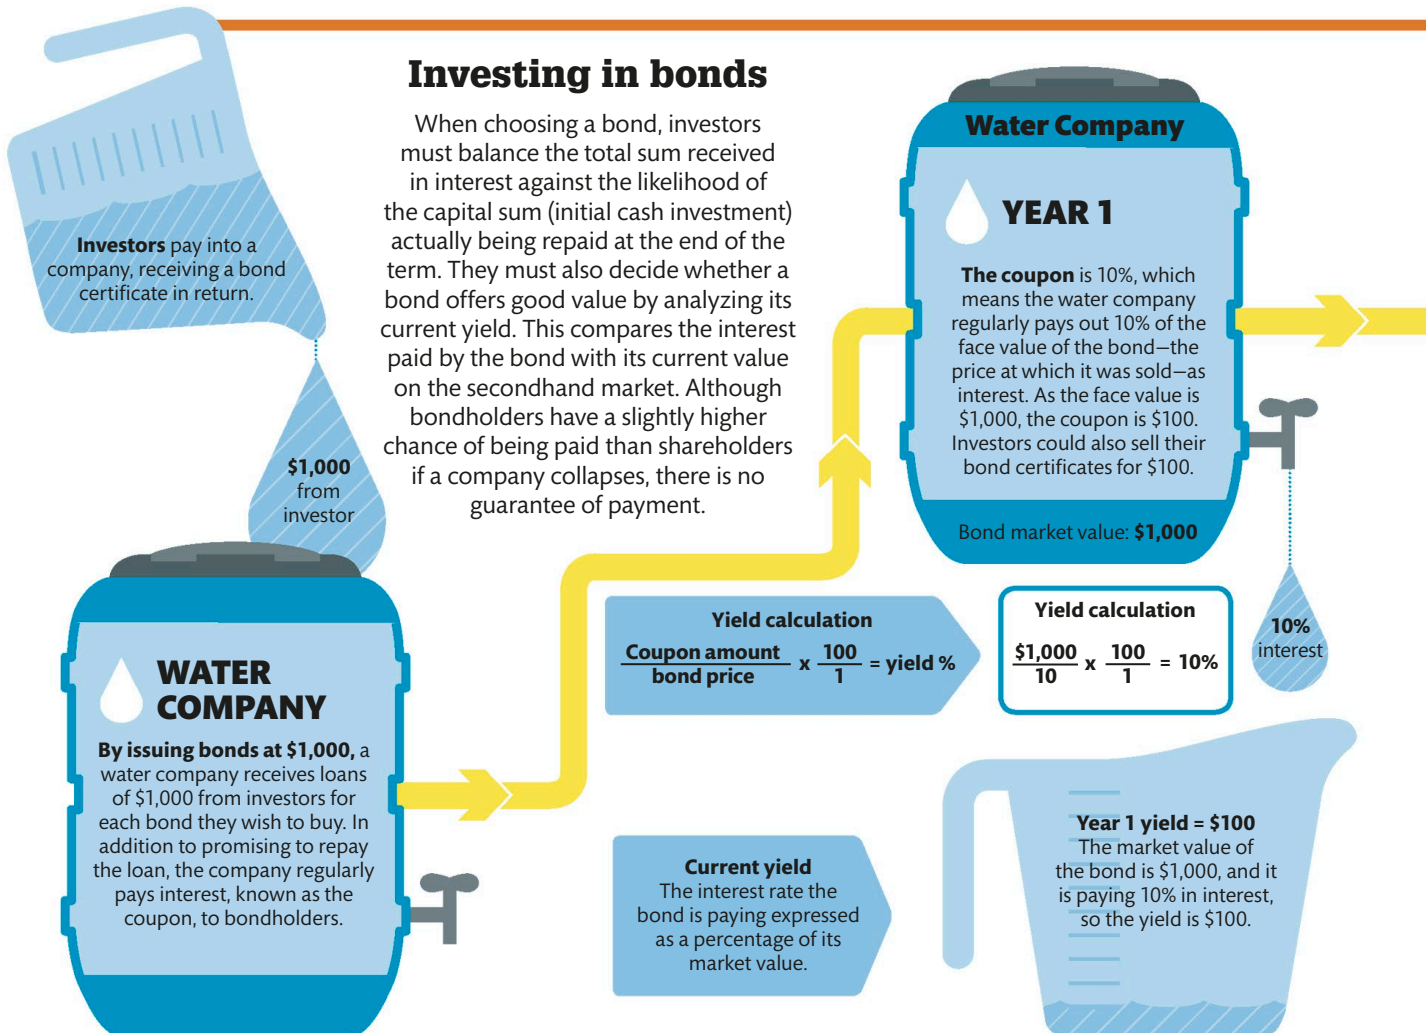 Investing in bonds
When choosing a bond, investors
must balance the total sum received
in interest against the likelihood of
the capital sum (initial cash investment)
actually being repaid at the end of the
term. They must also decide whether a
bond offers good value by analyzing its
current yield. This compares the interest
paid by the bond with its current value
on the secondhand market. Although
bondholders have a slightly higher
chance of being paid than shareholders
if a company collapses, there is no
guarantee of payment.
Investors pay into a
company, receiving a bond
certificate in return.
$1,000
from
investor
WATER
COMPANY
By issuing bonds at $1,000, a
water company receives loans
of $1,000 from investors for
each bond they wish to buy. In
addition to promising to repay
the loan, the company regularly
pays interest, known as the
coupon, to bondholders.
Water Company
YEAR 1
The coupon is 10%, which
means the water company
regularly pays out 10% of the
face value of the bond—the
price at which it was sold—as
interest. As the face value is
$1,000, the coupon is $100.
Investors could also sell their
bond certificates for $100.
Bond market value: $1,000
10%
interest
Yield calculation
Coupon amount
bond price
x 100
1
= yield %
Yield calculation
$1,000
10
x 100
1
= 10%
Current yield
The interest rate the
bond is paying expressed
as a percentage of its
market value.
Year 1 yield = $100
The market value of
the bond is $1,000, and it
is paying 10% in interest,
so the yield is $100.